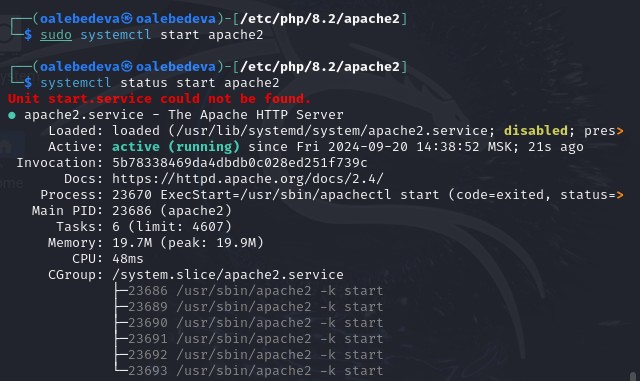 ┌──(oalebedeva㉿oalebedeva)-[/etc/php/8.2/apache2]
└─$ sudo systemctl start apache2
┌──(oalebedeva㉿oalebedeva)-[/etc/php/8.2/apache2]
└─$ systemctl status start apache2
Unit start.service could not be found.
● apache2.service - The Apache HTTP Server
Loaded: loaded (/usr/lib/systemd/system/apache2.service; disabled; pres>
Active: active (running) since Fri 2024-09-20 14:38:52 MSK; 21s ago
Invocation: 5b78338469da4dbdb0c028ed251f739c
Docs: https://httpd.apache.org/docs/2.4/
Process: 23670 ExecStart=/usr/sbin/apachectl start (code=exited, status=>
Main PID: 23686 (apache2)
Tasks: 6 (limit: 4607)
Memory: 19.7M (peak: 19.9M)
CPU: 48ms
CGroup: /system.slice/apache2.service
├─23686 /usr/sbin/apache2 -k start
├─23689 /usr/sbin/apache2 -k start
├─23690 /usr/sbin/apache2 -k start
├─23691 /usr/sbin/apache2 -k start
├─23692 /usr/sbin/apache2 -k start
└─23693 /usr/sbin/apache2 -k start